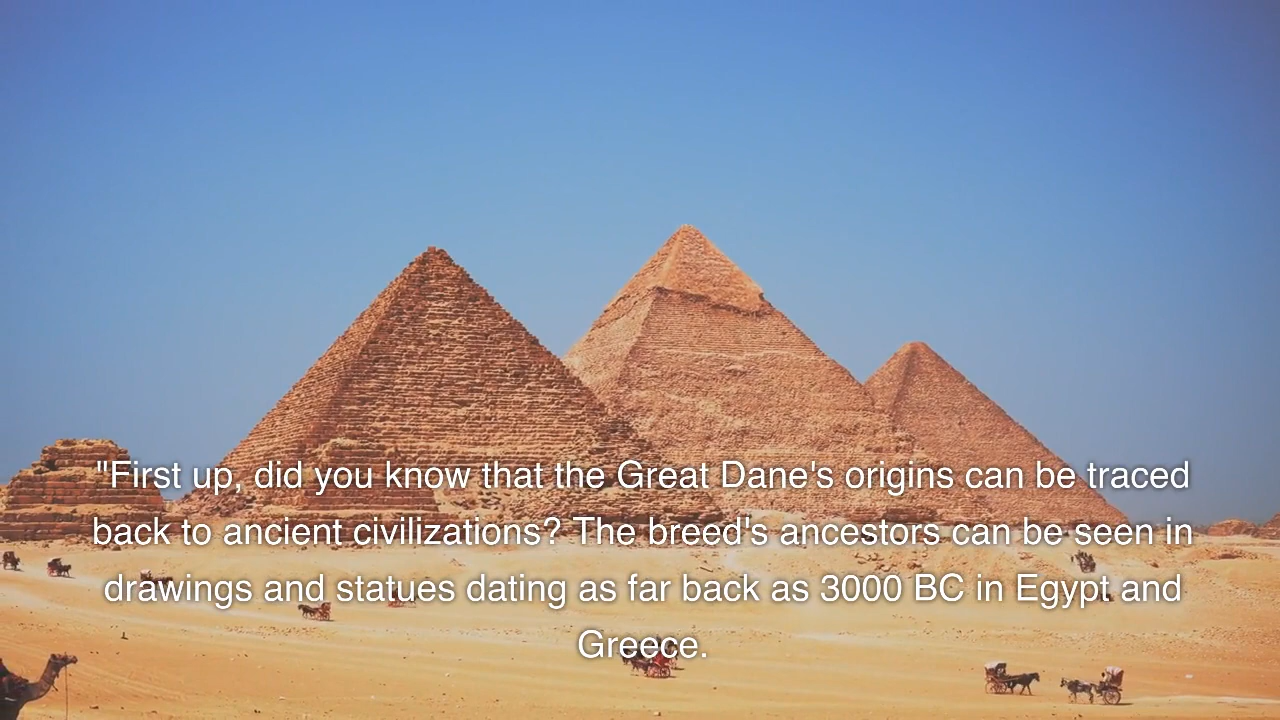 "First up, did you know that the Great Dane's origins can be traced
back to ancient civilizations? The breed's ancestors can be seen in
drawings and statues dating as far back as 3000 BC in Egypt and
Greece.